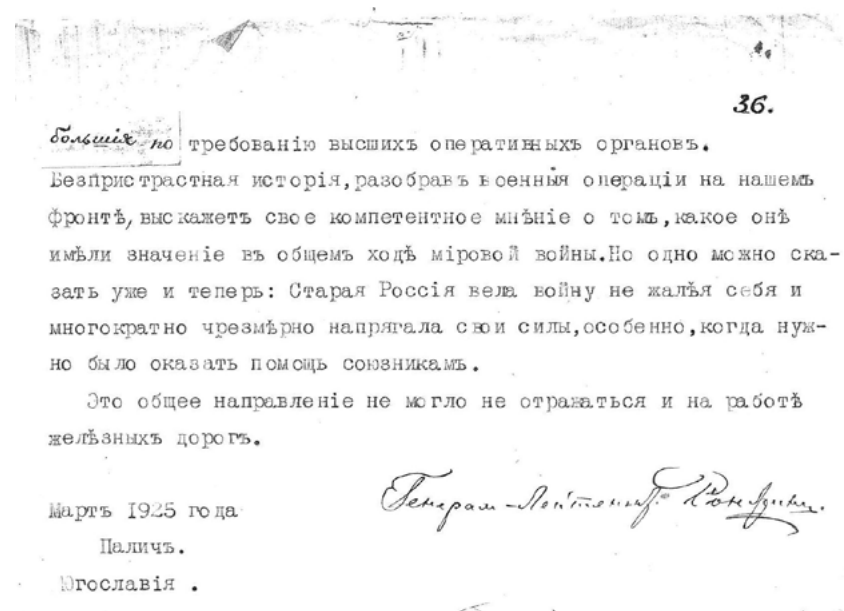 36.
большія по требованію высшихъ оперативныхъ органовъ.
Безпристрастная исторія,разобравъ военныя операціи на нашемъ
фронтѣ,выскажетъ свое компетентное мнѣніе о томъ,какое онѣ
имѣли значеніе въ общемъ ходѣ міровой войны.Но одно можно ска-
зать уже и теперь: Старая Россія вела войну не жалѣя себя и
многократно чрезмѣрно напрягала свои силы,особенно,когда нуж-
но было оказать помощь союзникамъ.
Это общее направленіе не могло не отражаться и на работѣ
желѣзныхъ дорогъ.
Генерал-Лейтенантъ
Мартъ 1925 года
Паличъ.
Югославія .